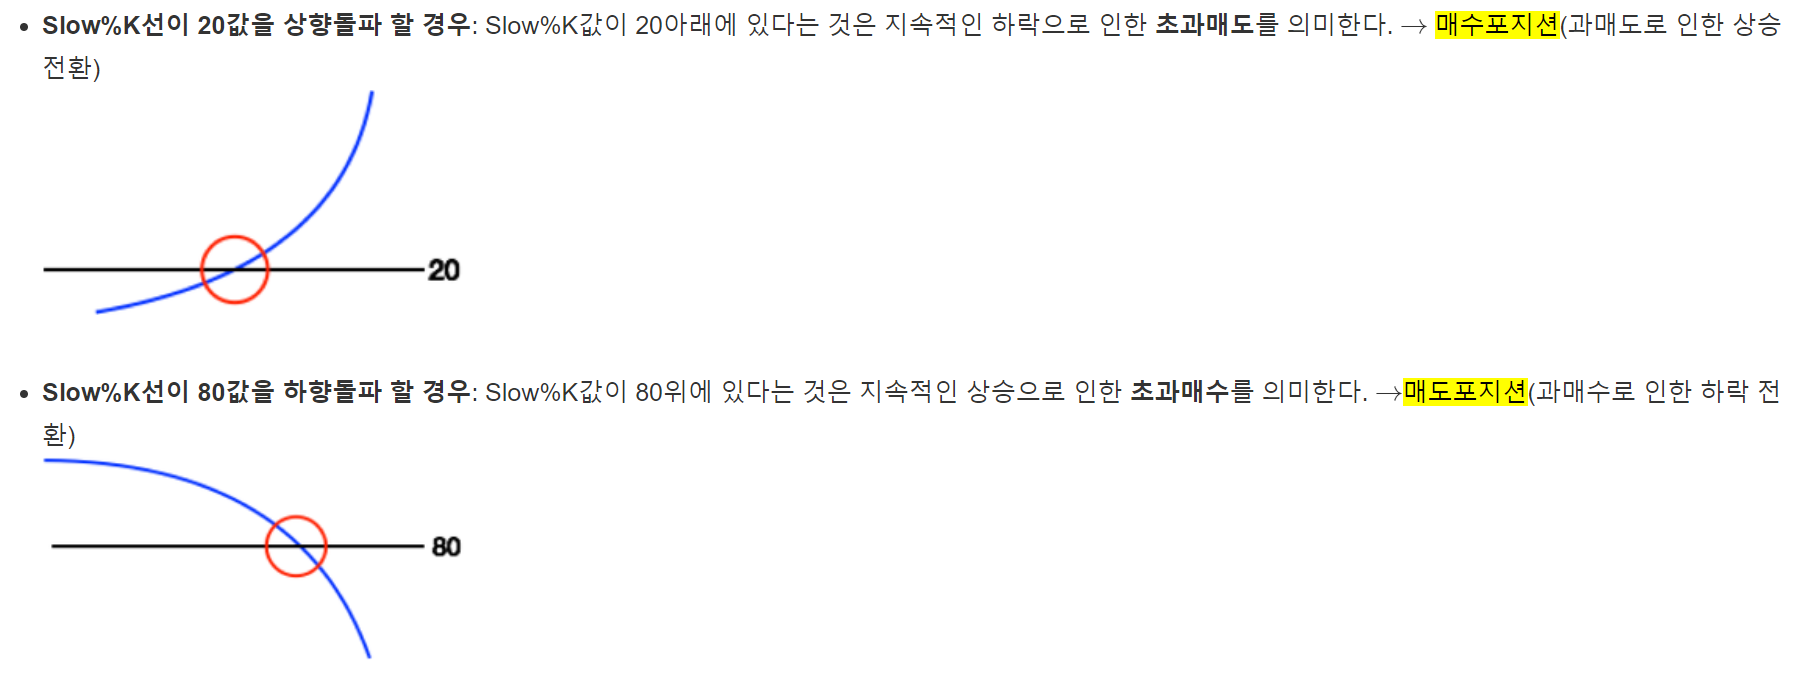 Slow%K선이 20값을 상향돌파 할 경우: Slow%K값이 20아래에 있다는 것은 지속적인 하락으로 인한 초과매도를 의미한다. → 매수포지션(과매도로 인한 상승
전환)
20
Slow%K선이 80값을 하향돌파 할 경우: Slow%K값이 80위에 있다는 것은 지속적인 상승으로 인한 초과매수를 의미한다. →매도포지션(과매수로 인한 하락 전
환)
80